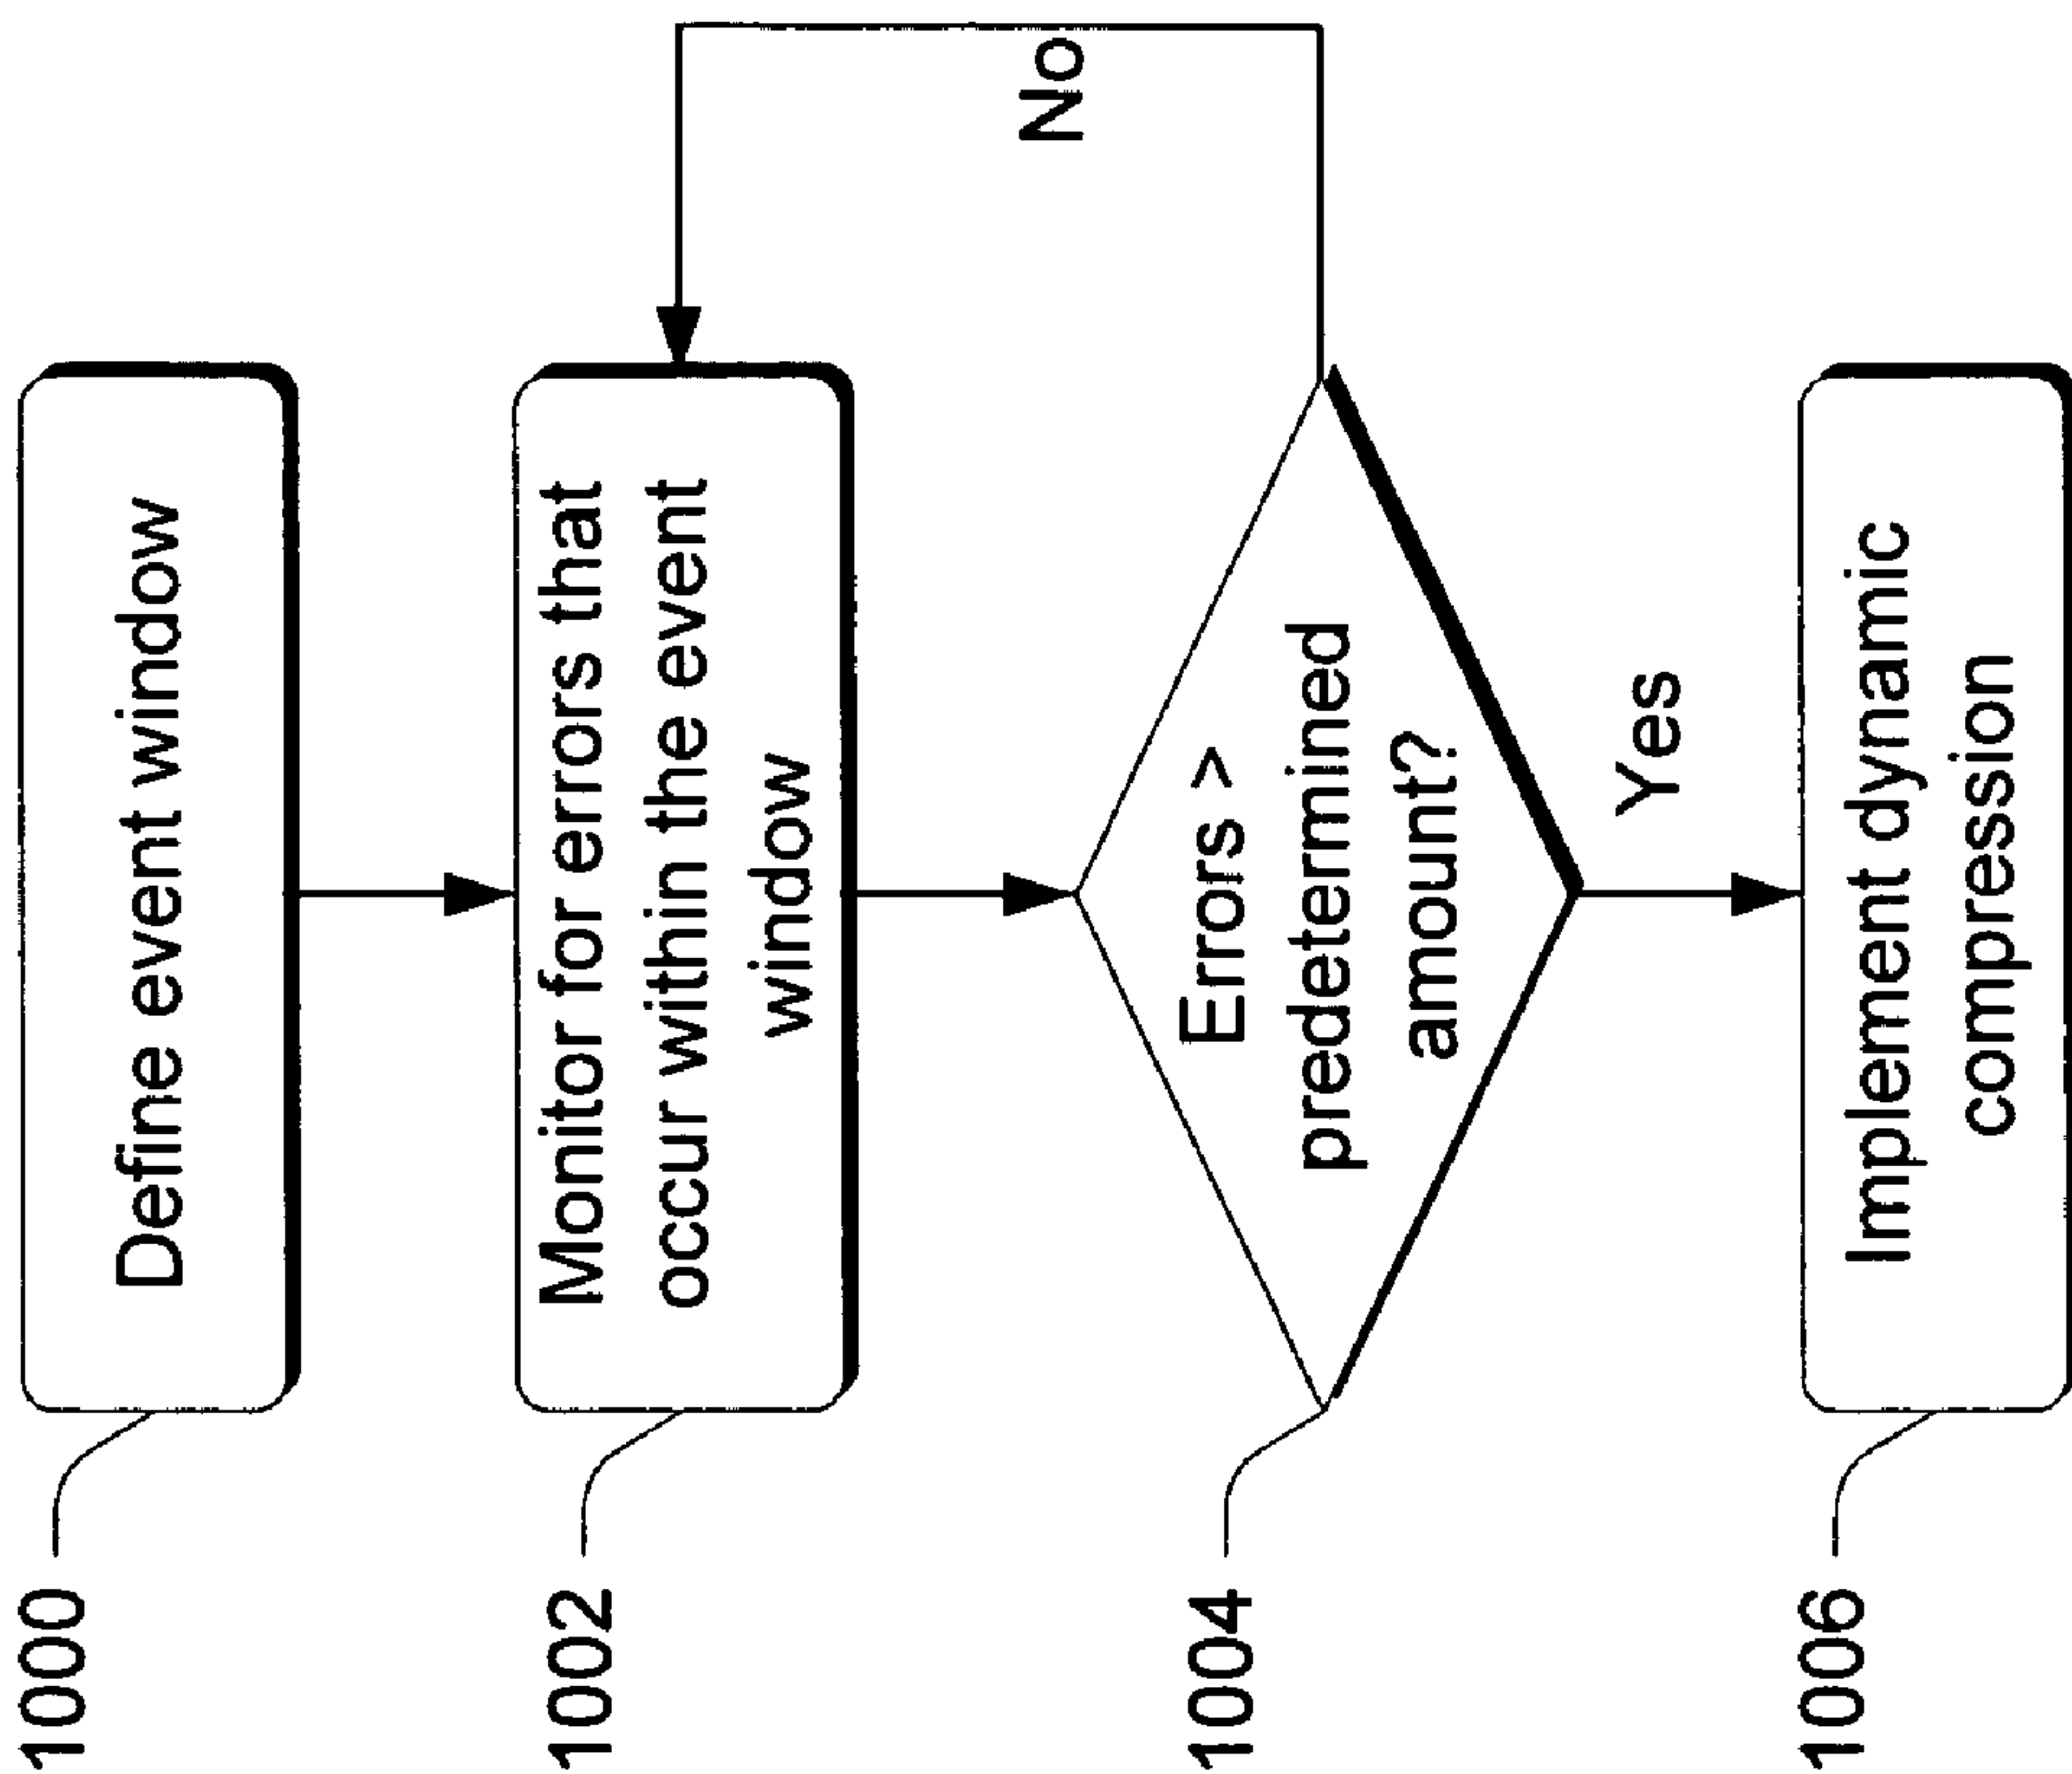 1000
Define event window
1002
Monitor for errors that
occur within the event
window
1004
Errors >
predetermined
amount?
No
Yes
1006
Implement dynamic
compression